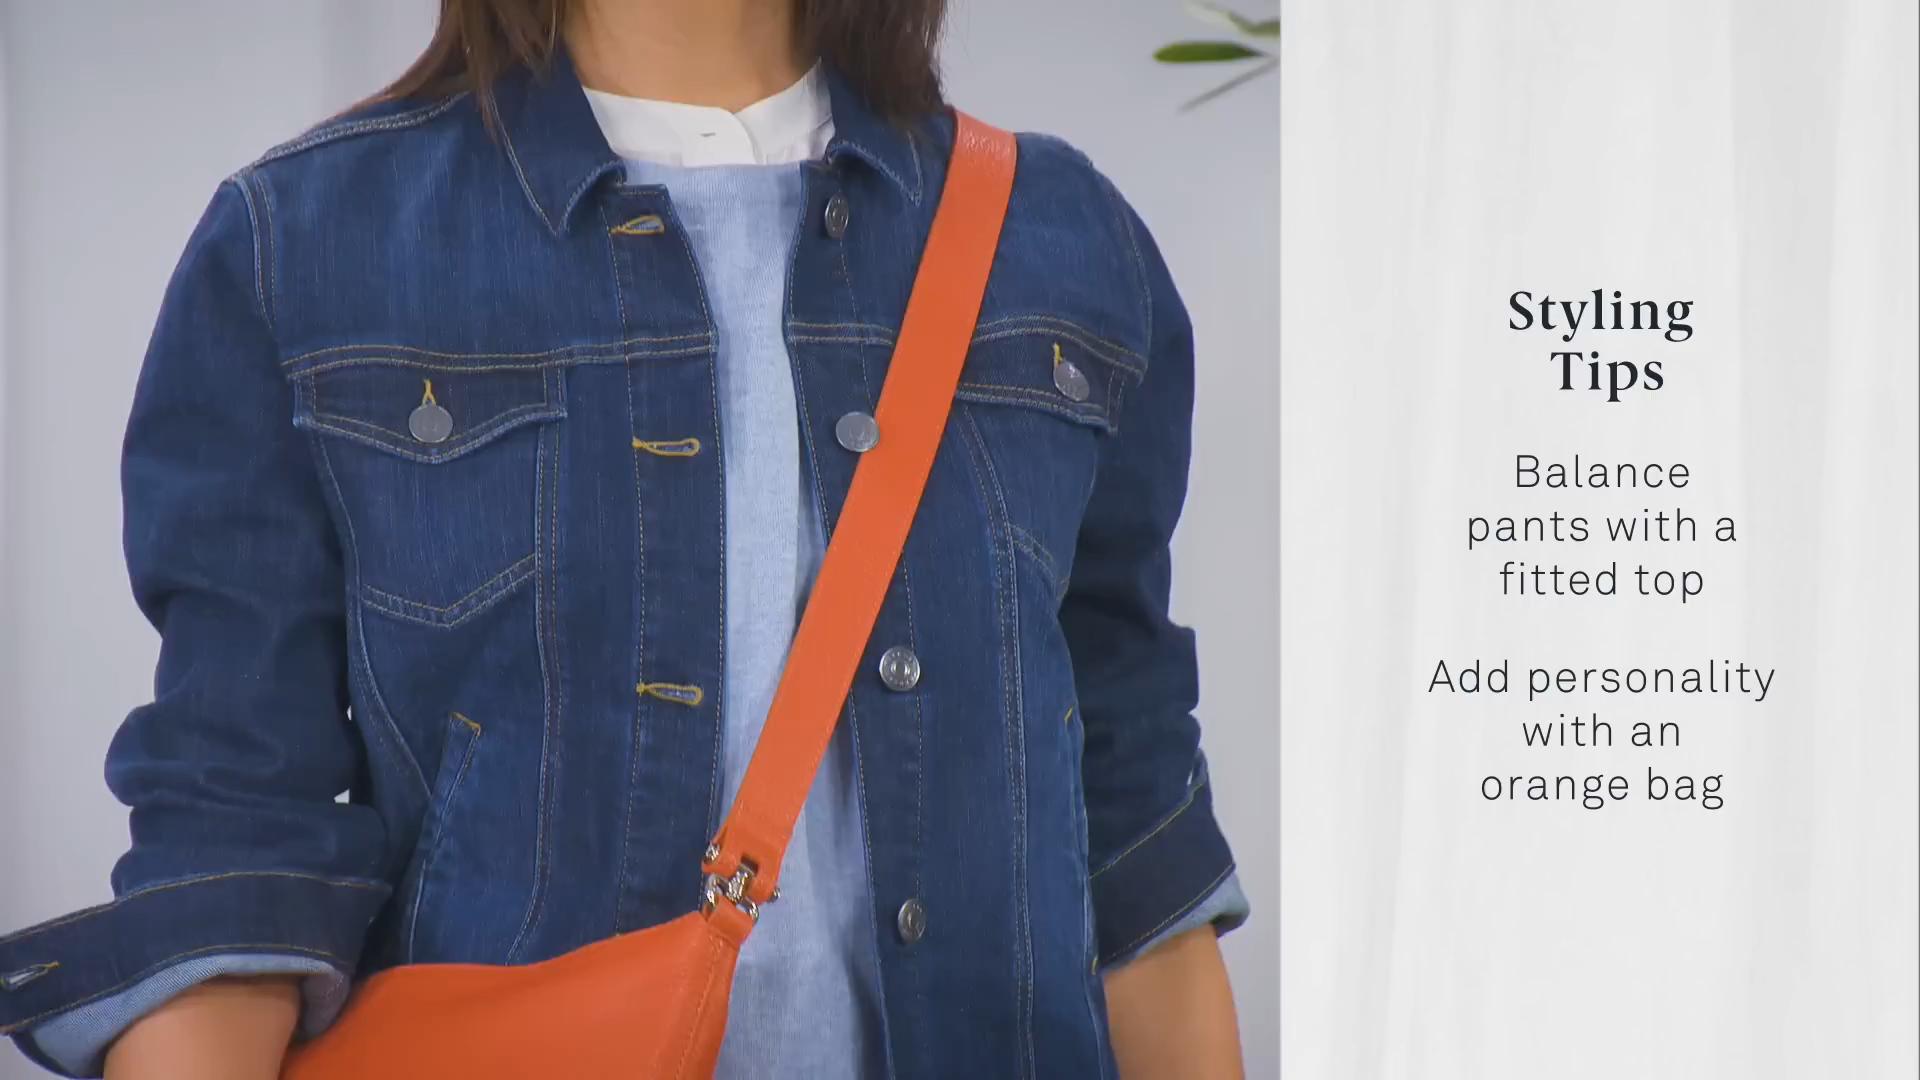 Styling
Tips
Balance
pants with a
fitted top
Add personality
with an
orange bag